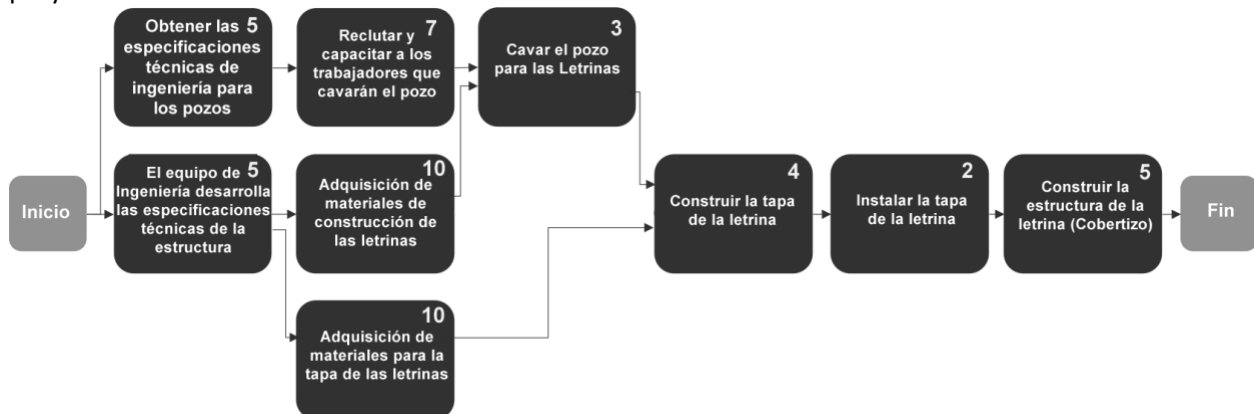 Obtener las 5
especificaciones
técnicas de
ingeniería para
los pozos
7
Reclutar y
capacitar a los
trabajadores que
cavarán el pozo
3
Cavar el pozo
para las Letrinas
Inicio
El equipo de 5
Ingeniería desarrolla
las especificaciones
técnicas de la
estructura
10
Adquisición de
materiales de
construcción de
las letrinas
10
Adquisición de
materiales para la
tapa de las letrinas
4
Construir la tapa
de la letrina
2
Instalar la tapa
de la letrina
5
Construir la
estructura de la
letrina (Cobertizo)
Fin